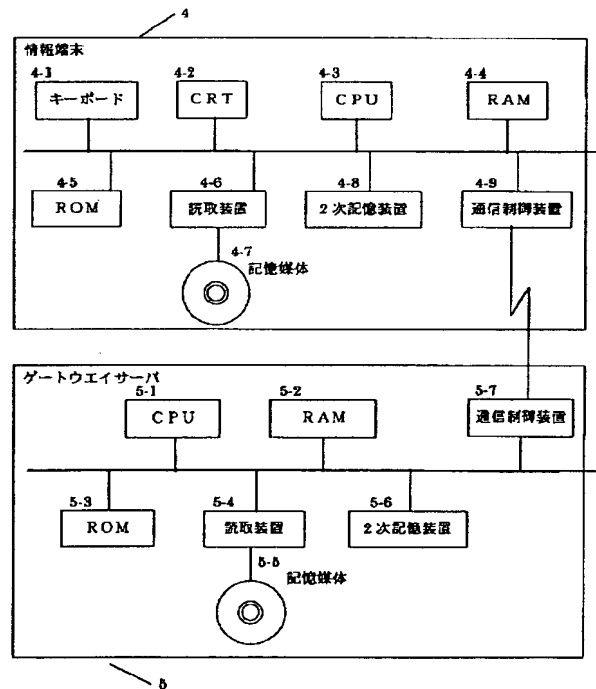 4
情報端末
4-1 4-2 4-3 4-4
キーボード CRT CPU RAM
4-5 4-6 4-8 4-9
ROM 読取装置 2次記憶装置 通信制御装置
4-7
記憶媒体
ゲートウエイサーバ
5-1 5-2 5-7
CPU RAM 通信制御装置
5-3 5-4 5-6
ROM 読取装置 2次記憶装置
5-5
記憶媒体
5